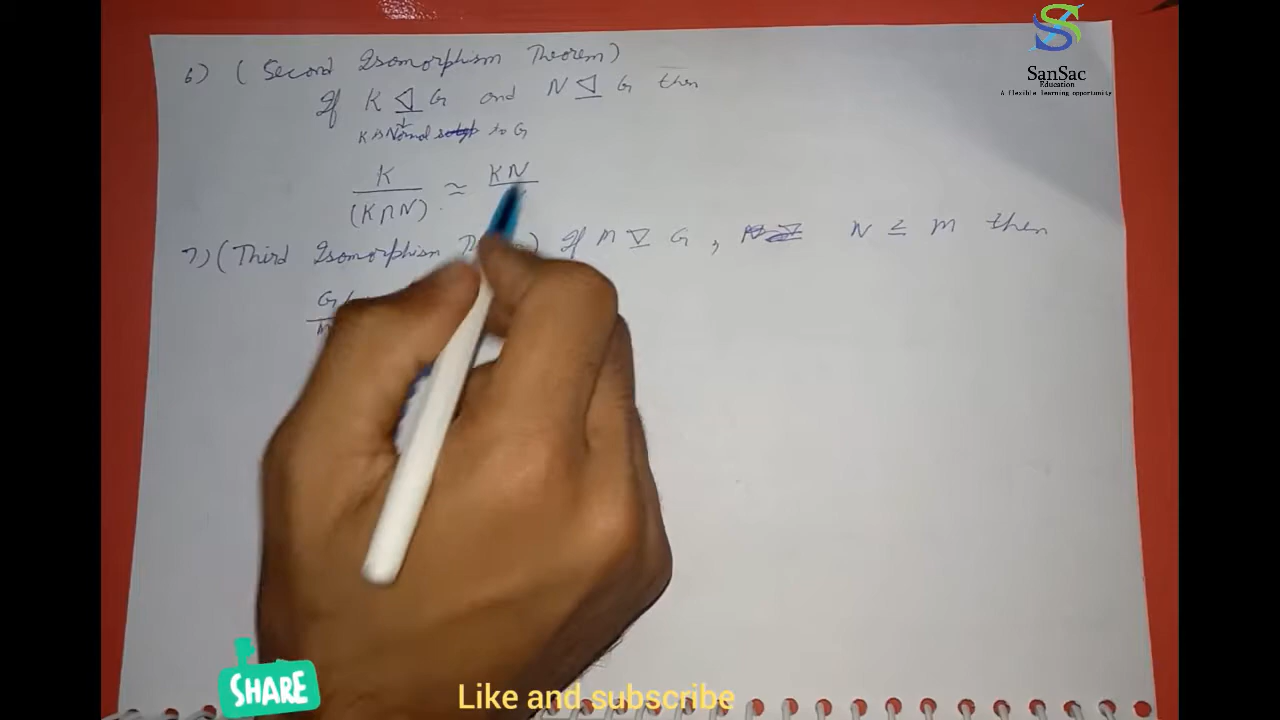 6) (Second Isomorphism Theorem)
If K ⊴ G and N ⊴ G then
K is Normal to G
K / (K∩N) ≃ KN
7) (Third Isomorphism ) If M ⊴ G , N ≤ M then
G
SanSac
Education
A flexible learning opportunity
SHARE
Like and subscribe